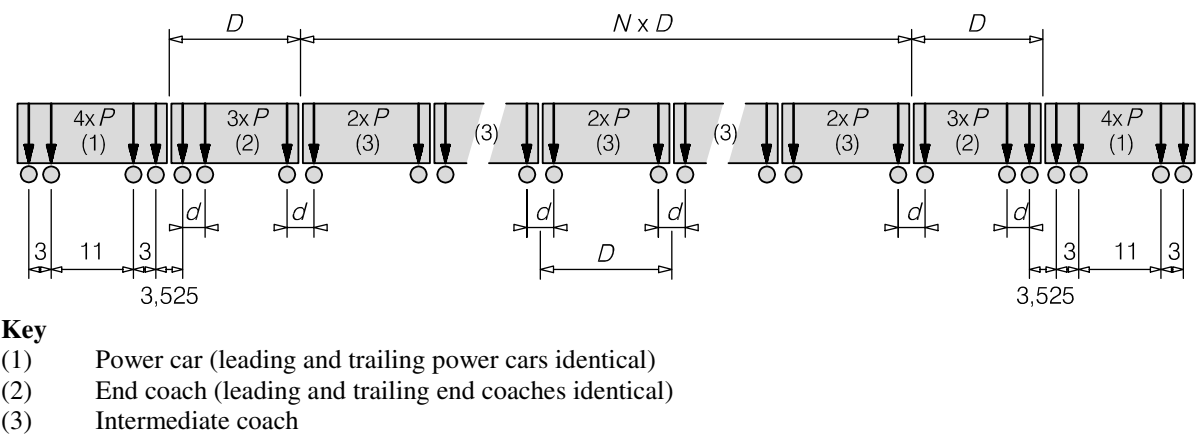 D N x D D
4x P 3x P 2x P 2x P 2x P 3x P 4x P
(1) (2) (3) (3) (3) (3) (3) (2) (1)
d d d d d d
3 11 3 D 3 11 3
3,525 3,525
Key
(1) Power car (leading and trailing power cars identical)
(2) End coach (leading and trailing end coaches identical)
(3) Intermediate coach